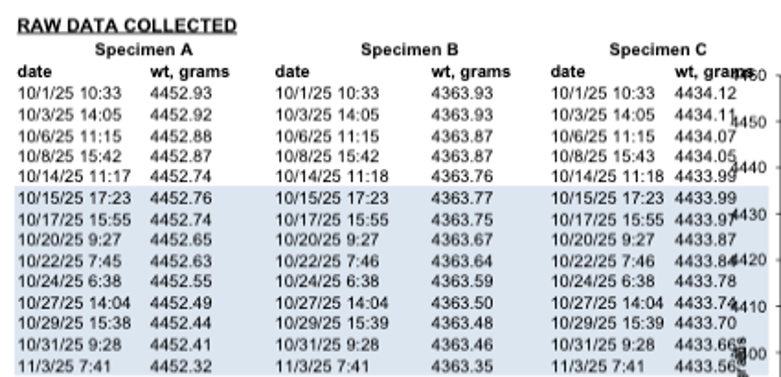 RAW DATA COLLECTED
Specimen A Specimen B Specimen C
date wt, grams date wt, grams date wt, grams 4460
10/1/25 10:33 4452.93 10/1/25 10:33 4363.93 10/1/25 10:33 4434.12
10/3/25 14:05 4452.92 10/3/25 14:05 4363.93 10/3/25 14:05 4434.11 4450
10/6/25 11:15 4452.88 10/6/25 11:15 4363.87 10/6/25 11:15 4434.07
10/8/25 15:42 4452.87 10/8/25 15:42 4363.87 10/8/25 15:43 4434.05 4440
10/14/25 11:17 4452.74 10/14/25 11:18 4363.76 10/14/25 11:18 4433.99
10/15/25 17:23 4452.76 10/15/25 17:23 4363.77 10/15/25 17:23 4433.99
10/17/25 15:55 4452.74 10/17/25 15:55 4363.75 10/17/25 15:55 4433.97 4430
10/20/25 9:27 4452.65 10/20/25 9:27 4363.67 10/20/25 9:27 4433.87
10/22/25 7:45 4452.63 10/22/25 7:46 4363.64 10/22/25 7:46 4433.84 4420
10/24/25 6:38 4452.55 10/24/25 6:38 4363.59 10/24/25 6:38 4433.78
10/27/25 14:04 4452.49 10/27/25 14:04 4363.50 10/27/25 14:04 4433.74 4410
10/29/25 15:38 4452.44 10/29/25 15:39 4363.48 10/29/25 15:39 4433.70
10/31/25 9:28 4452.41 10/31/25 9:28 4363.46 10/31/25 9:28 4433.66
11/3/25 7:41 4452.32 11/3/25 7:41 4363.35 11/3/25 7:41 4433.56